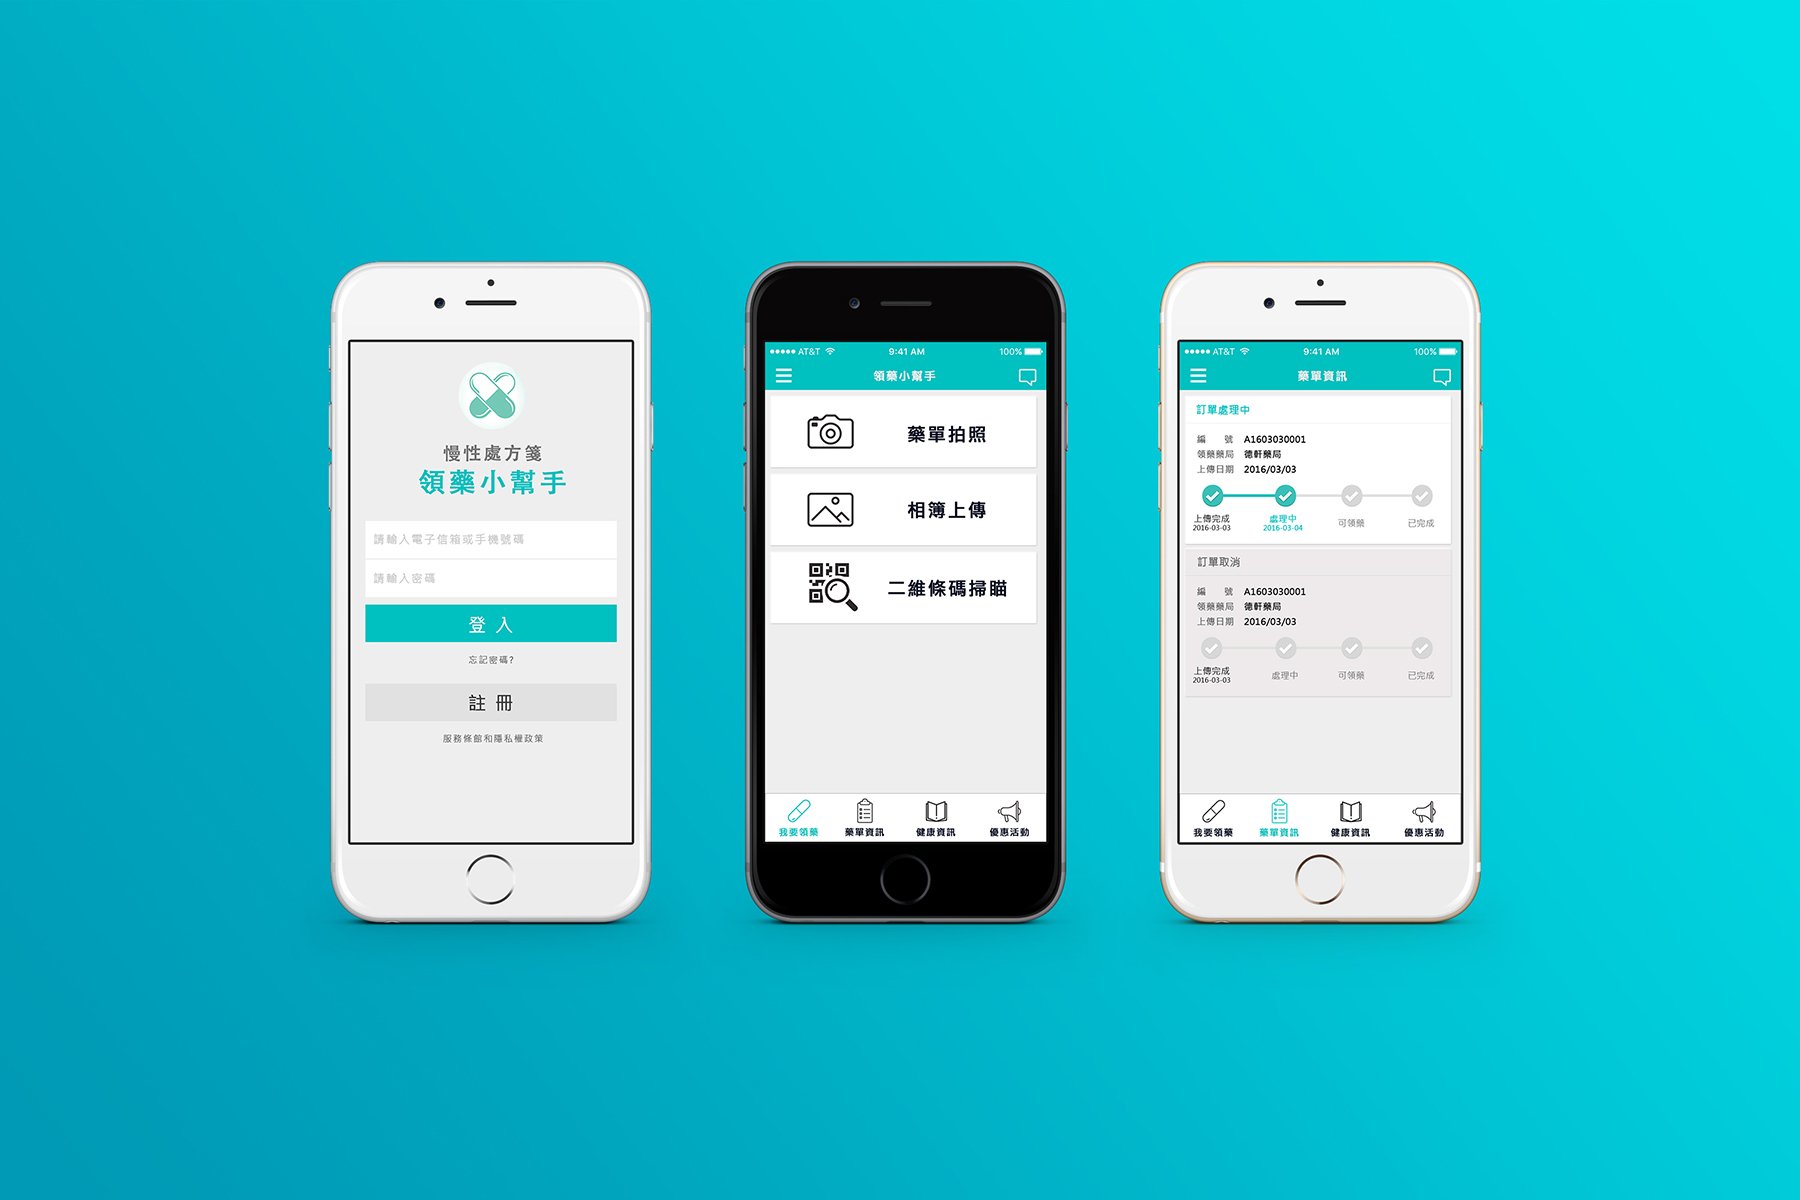 慢性處方箋
領藥小幫手
請輸入電子信箱或手機號碼
請輸入密碼
登 入
忘記密碼?
註 冊
服務條館和隱私權政策
AT&T 9:41 AM 100%
領藥小幫手
藥單拍照
相簿上傳
二維條碼掃瞄
我要領藥 藥單資訊 健康資訊 優惠活動
AT&T 9:41 AM 100%
藥單資訊
訂單處理中
編 號 A1603030001
領藥藥局 德軒藥局
上傳日期 2016/03/03
上傳完成 處理中 可領藥 已完成
2016-03-03 2016-03-04
訂單取消
編 號 A1603030001
領藥藥局 德軒藥局
上傳日期 2016/03/03
上傳完成 處理中 可領藥 已完成
2016-03-03
我要領藥 藥單資訊 健康資訊 優惠活動